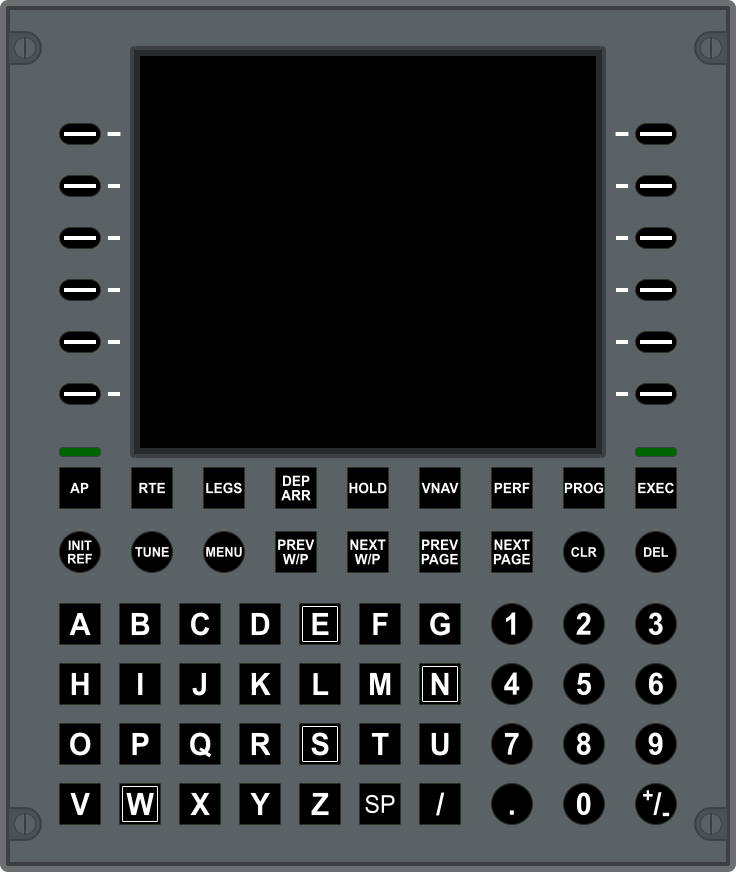 AP RTE LEGS DEP ARR HOLD VNAV PERF PROG EXEC
INIT REF TUNE MENU PREV W/P NEXT W/P PREV PAGE NEXT PAGE CLR DEL
A B C D E F G 1 2 3
H I J K L M N 4 5 6
O P Q R S T U 7 8 9
V W X Y Z SP / . 0 +/-